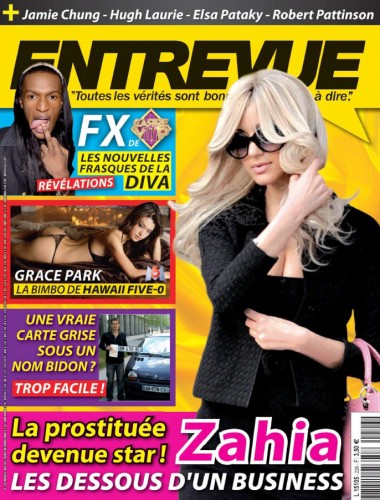 + Jamie Chung - Hugh Laurie - Elsa Pataky - Robert Pattinson
ENTREVUE
"Toutes les vérités sont bon à dire."
FX DE
LES NOUVELLES
FRASQUES DE LA
RÉVÉLATIONS DIVA
GRACE PARK
LA BIMBO DE HAWAII FIVE-0
UNE VRAIE
CARTE GRISE
SOUS UN
NOM BIDON ?
TROP FACILE !
La prostituée
devenue star !
Zahia
LES DESSOUS D'UN BUSINESS